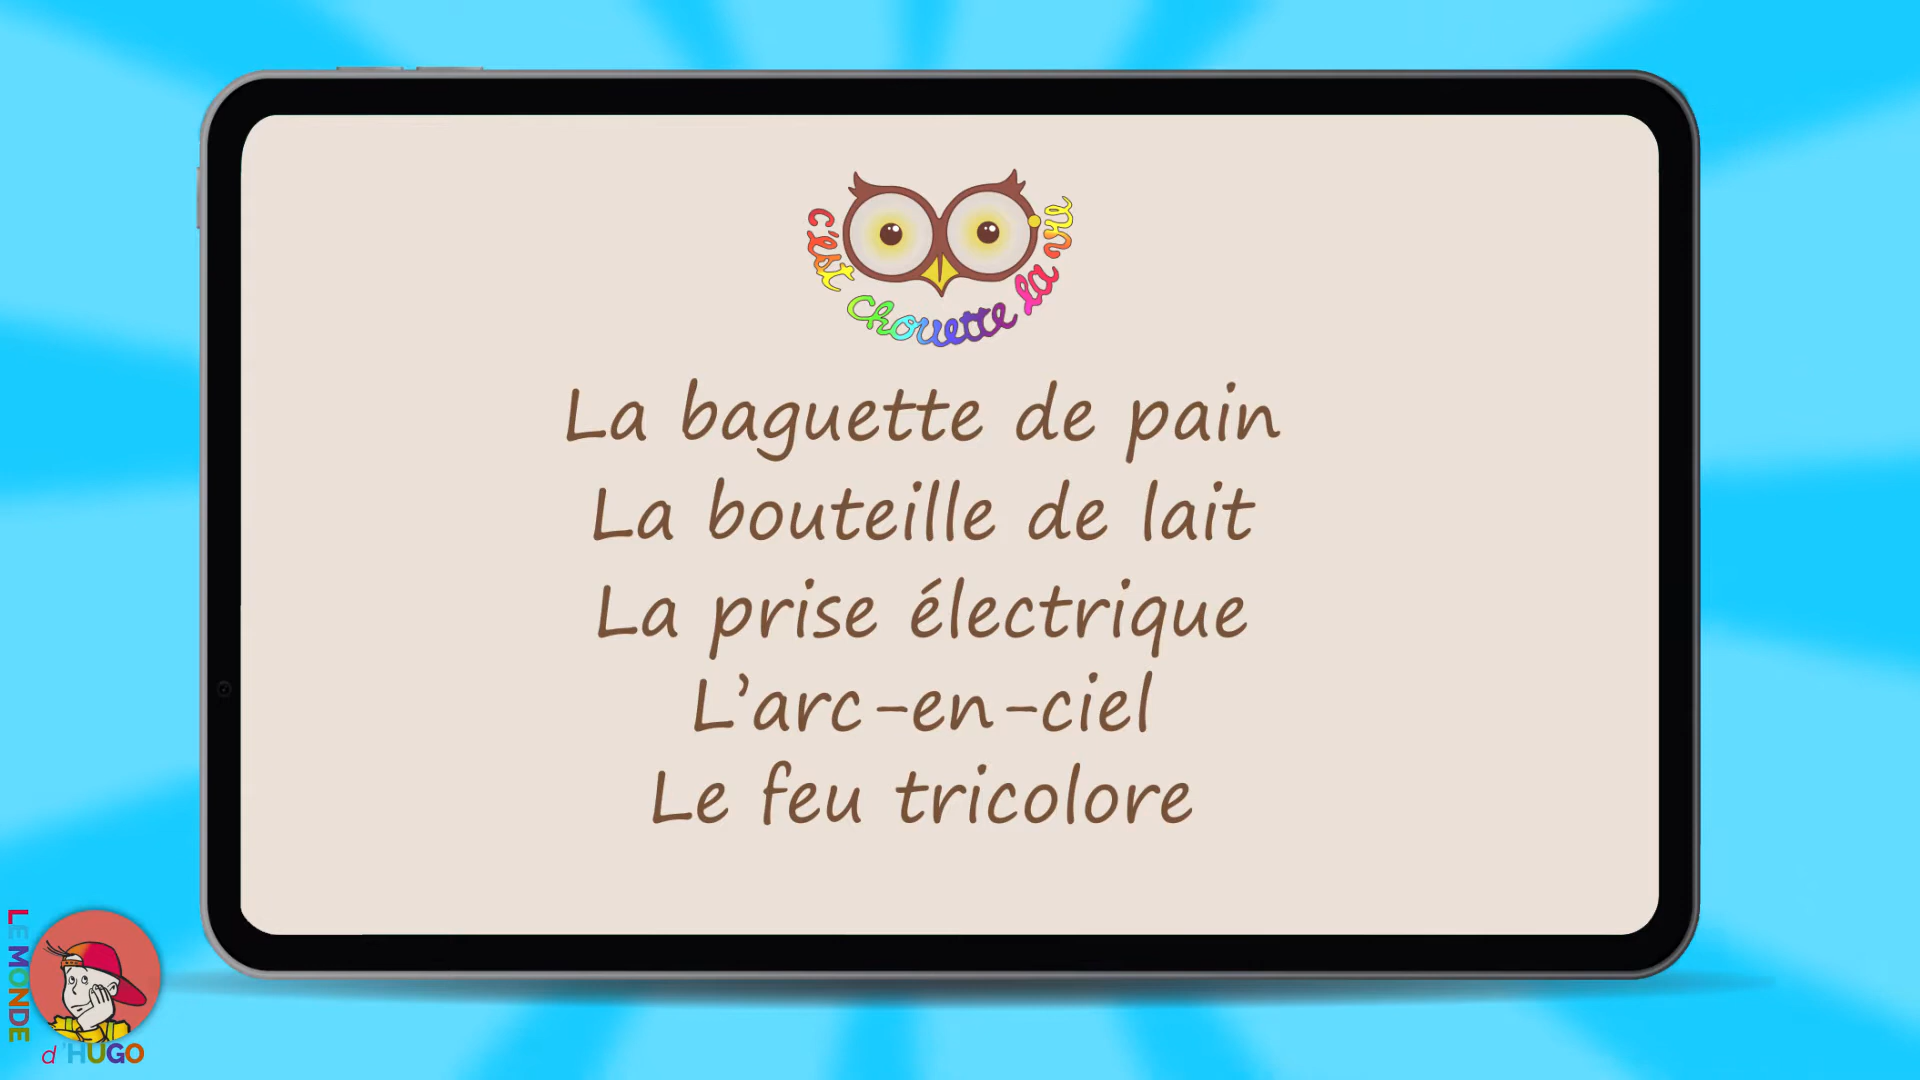 c'est chouette la vie
La baguette de pain
La bouteille de lait
La prise électrique
L’arc-en-ciel
Le feu tricolore
LE MONDE
d'HUGO